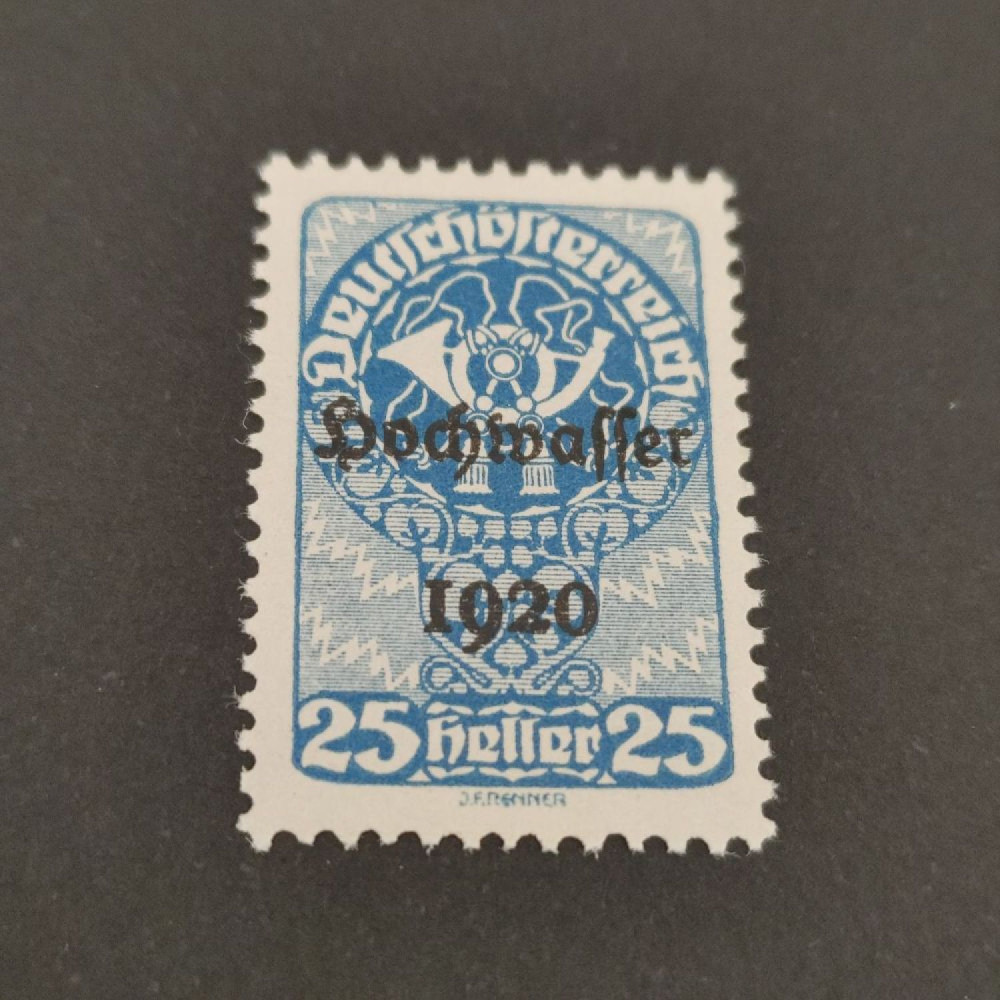 Deutschösterreich
Hochwasser
1920
25 Heller 25
J.F.RENNER